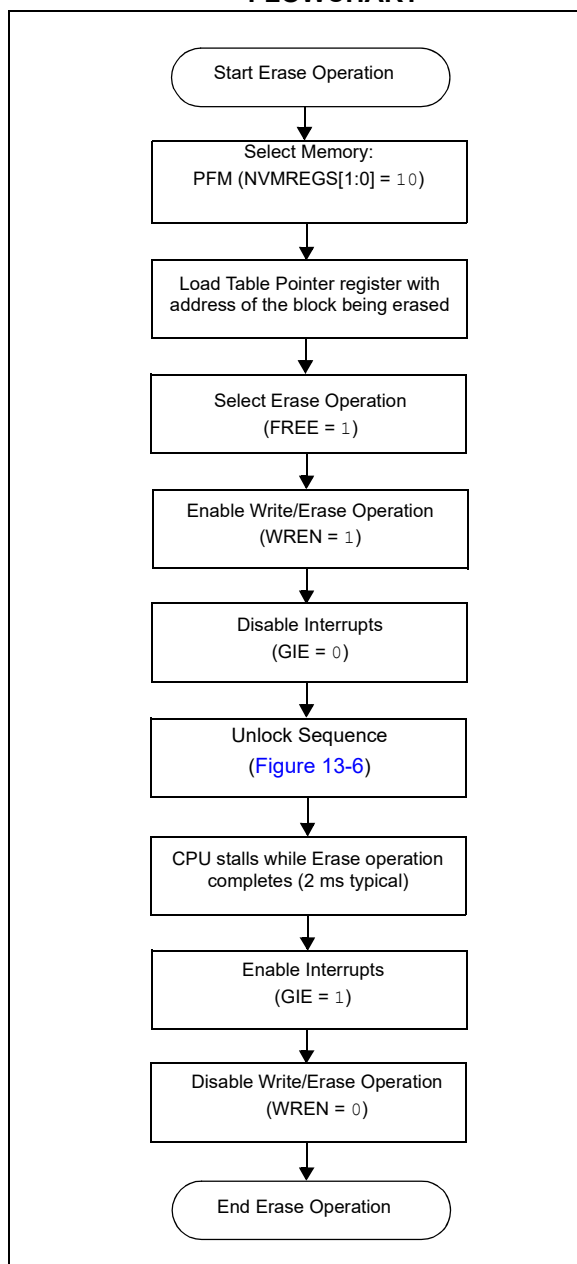 Start Erase Operation
Select Memory:
PFM (NVMREGS[1:0] = 10)
Load Table Pointer register with
address of the block being erased
Select Erase Operation
(FREE = 1)
Enable Write/Erase Operation
(WREN = 1)
Disable Interrupts
(GIE = 0)
Unlock Sequence
(Figure 13-6)
CPU stalls while Erase operation
completes (2 ms typical)
Enable Interrupts
(GIE = 1)
Disable Write/Erase Operation
(WREN = 0)
End Erase Operation